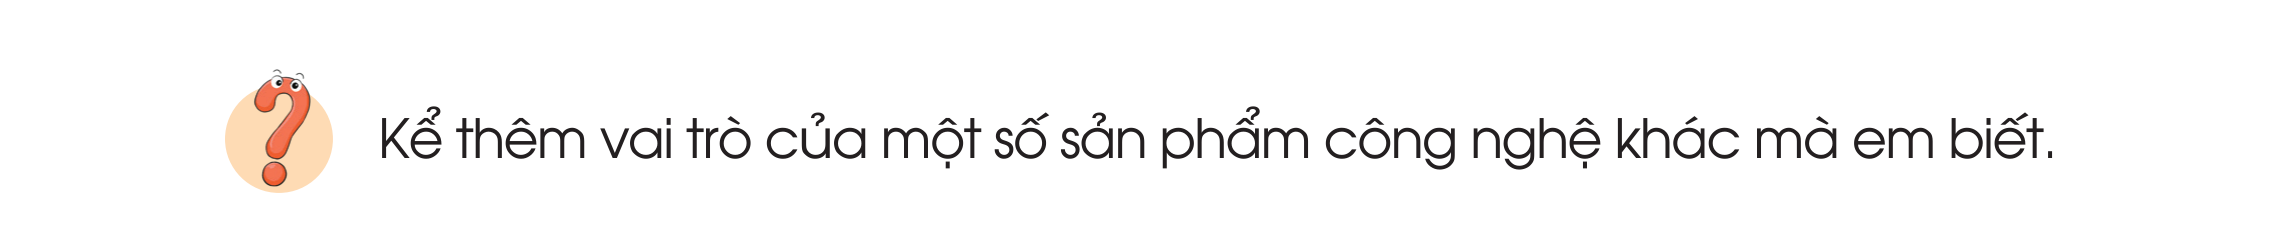 Kể thêm vai trò của một số sản phẩm công nghệ khác mà em biết.